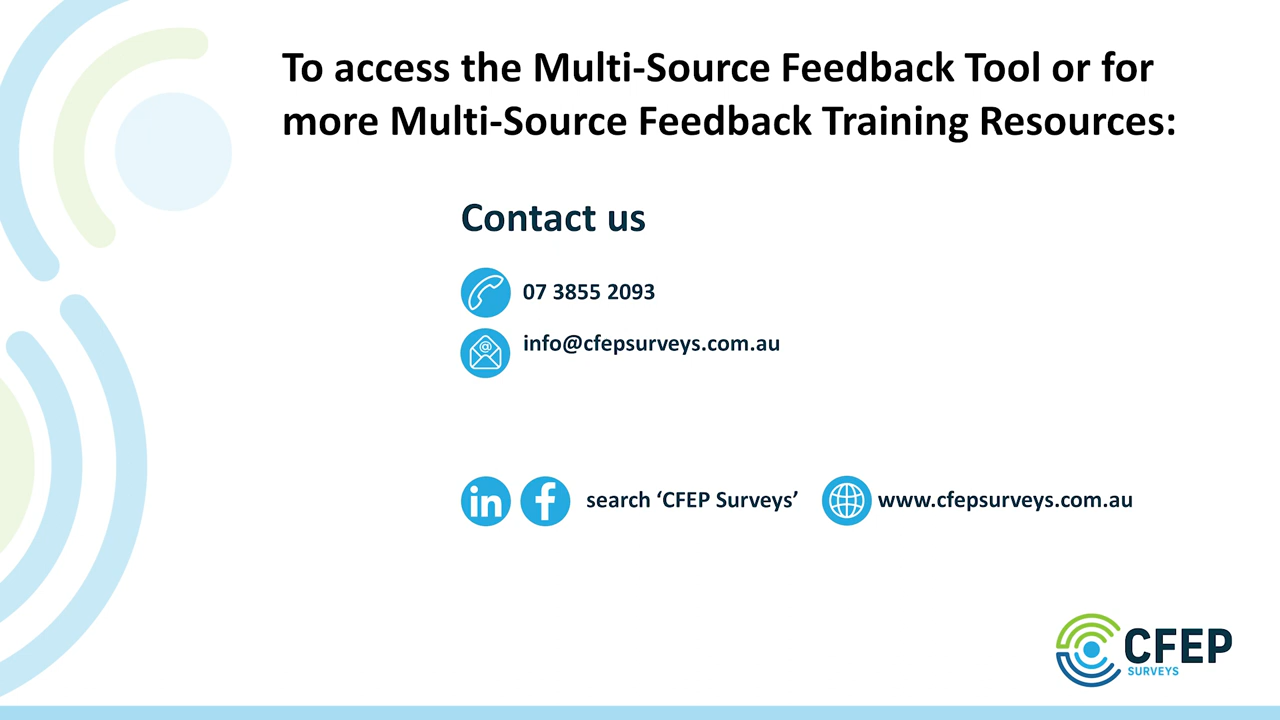 To access the Multi-Source Feedback Tool or for
more Multi-Source Feedback Training Resources:
Contact us
07 3855 2093
info@cfepsurveys.com.au
in f search ‘CFEP Surveys’ www.cfepsurveys.com.au
CFEP
SURVEYS